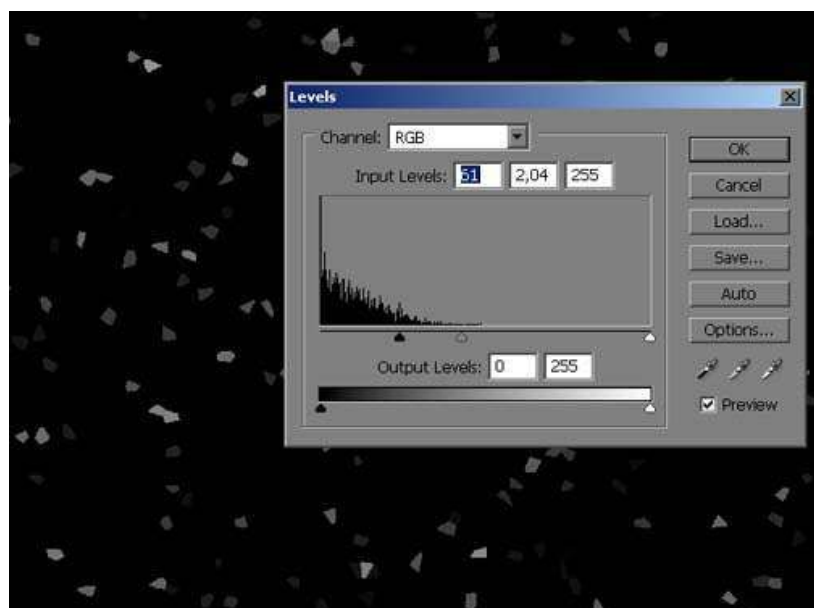 Levels
Channel: RGB
Input Levels: 61 2,04 255
Output Levels: 0 255
OK
Cancel
Load...
Save...
Auto
Options...
Preview